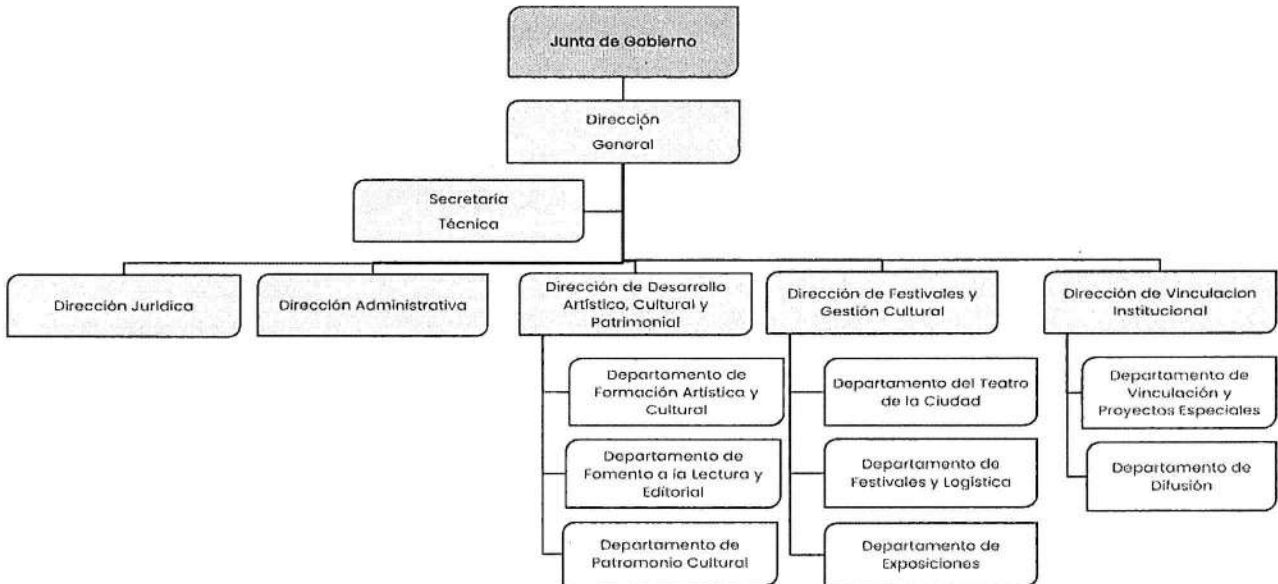 Junta de Gobierno
Dirección
General
Secretaría
Técnica
Dirección Jurídica
Dirección Administrativa
Dirección de Desarrollo
Artístico, Cultural y
Patrimonial
Dirección de Festivales y
Gestión Cultural
Dirección de Vinculacion
Institucional
Departamento de
Formación Artística y
Cultural
Departamento de
Fomento a la Lectura y
Editorial
Departamento de
Patromonio Cultural
Departamento del Teatro
de la Ciudad
Departamento de
Festivales y Logística
Departamento de
Exposiciones
Departamento de
Vinculación y
Proyectos Especiales
Departamento de
Difusión